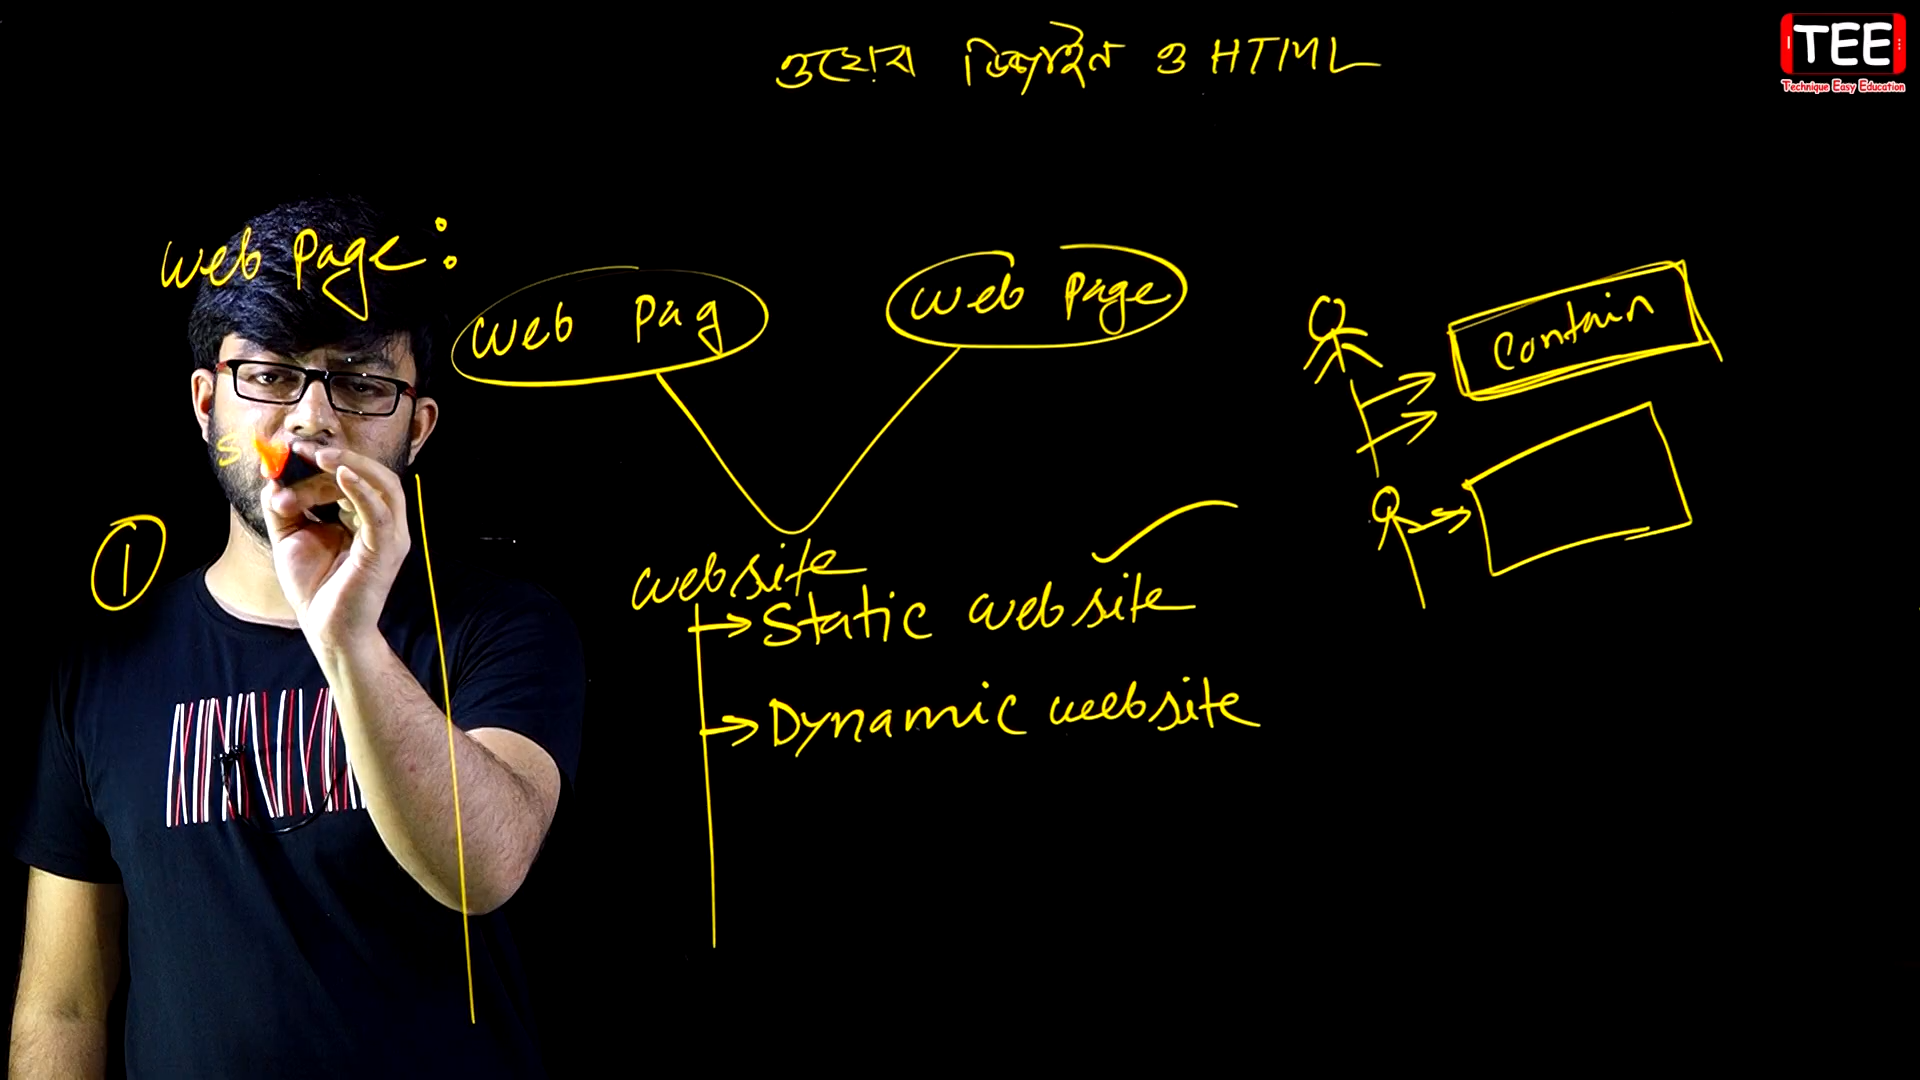 ওয়েব ডিজাইন ও HTML
TEE
Technique Easy Education
Web Page:
Web Pag
Web Page
Contain
S
1
Website
Static website
Dynamic website